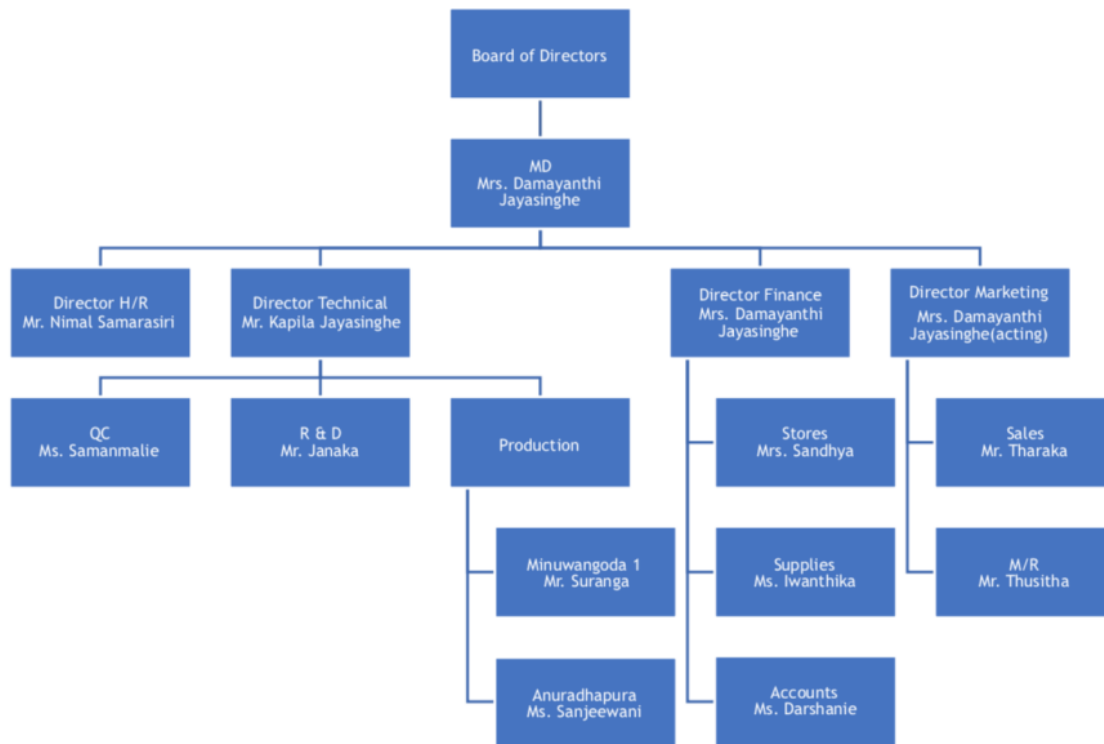 Board of Directors
MD
Mrs. Damayanthi
Jayasinghe
Director H/R
Mr. Nimal Samarasiri
Director Technical
Mr. Kapila Jayasinghe
Director Finance
Mrs. Damayanthi
Jayasinghe
Director Marketing
Mrs. Damayanthi
Jayasinghe(acting)
QC
Ms. Samanmalie
R & D
Mr. Janaka
Production
Stores
Mrs. Sandhya
Sales
Mr. Tharaka
Minuwangoda 1
Mr. Suranga
Supplies
Ms. Iwanthika
M/R
Mr. Thusitha
Anuradhapura
Ms. Sanjeewani
Accounts
Ms. Darshanie